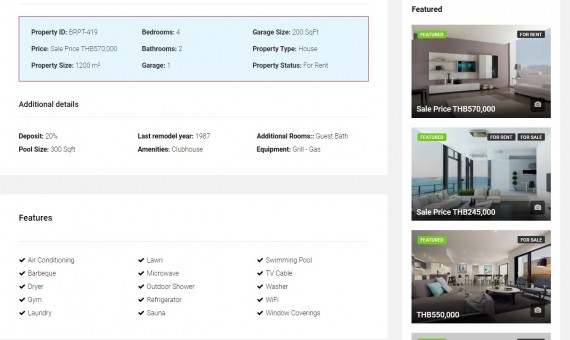 Property ID: BRPT-419 Bedrooms: 4 Garage Size: 200 SqFt
Price: Sale Price THB570,000 Bathrooms: 2 Property Type: House
Property Size: 1200 m² Garage: 1 Property Status: For Rent
Additional details
Deposit: 20% Last remodel year: 1987 Additional Rooms:: Guest Bath
Pool Size: 300 Sqft Amenities: Clubhouse Equipment: Grill - Gas
Features
Air Conditioning Lawn Swimming Pool
Barbeque Microwave TV Cable
Dryer Outdoor Shower Washer
Gym Refrigerator WiFi
Laundry Sauna Window Coverings
Featured
FEATURED FOR RENT
Sale Price THB570,000
FEATURED FOR RENT FOR SALE
Sale Price THB245,000
FEATURED FOR SALE
THB550,000